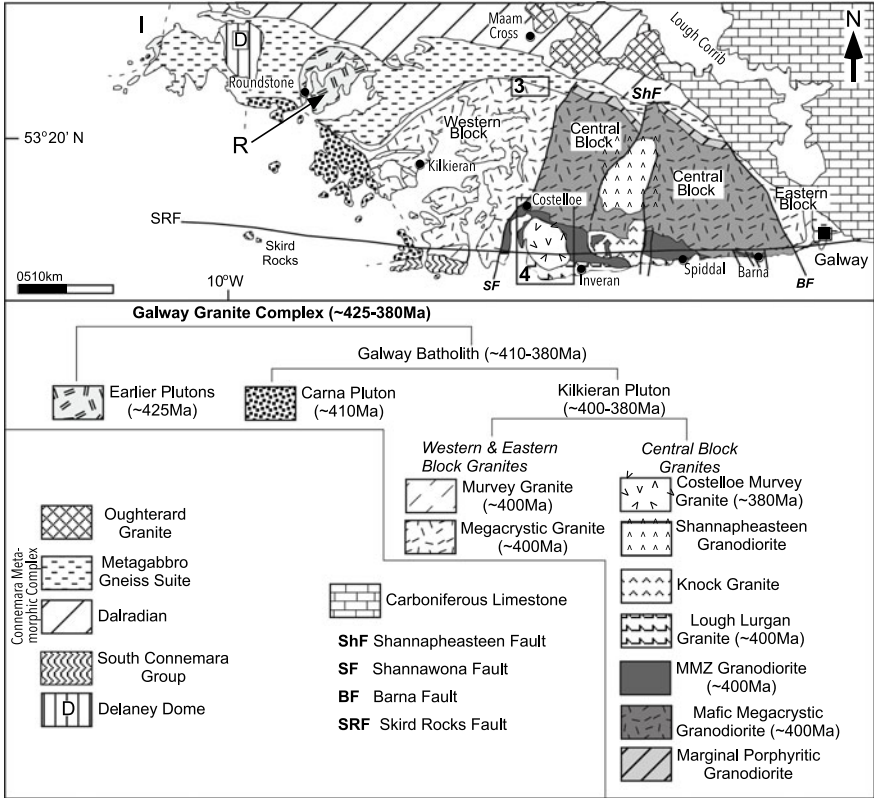 I
D
Maam
Cross
Lough Corrib
N
Roundstone
3
ShF
R
Western
Block
Central
Block
53°20' N
Kilkieran
Central
Block
Eastern
Block
Costelloe
SRF
Skird
Rocks
Galway
0510km
10°W
SF
4
Inveran
Spiddal
Barna
BF
Galway Granite Complex (~425-380Ma)
Galway Batholith (~410-380Ma)
Earlier Plutons
(~425Ma)
Carna Pluton
(~410Ma)
Kilkieran Pluton
(~400-380Ma)
Western & Eastern
Block Granites
Central Block
Granites
Murvey Granite
(~400Ma)
Megacrystic Granite
(~400Ma)
Costelloe Murvey
Granite (~380Ma)
Shannapheasteen
Granodiorite
Knock Granite
Lough Lurgan
Granite (~400Ma)
MMZ Granodiorite
(~400Ma)
Mafic Megacrystic
Granodiorite (~400Ma)
Marginal Porphyritic
Granodiorite
Connemara Meta-
morphic Complex
Oughterard
Granite
Metagabbro
Gneiss Suite
Dalradian
South Connemara
Group
D
Delaney Dome
Carboniferous Limestone
ShF Shannapheasteen Fault
SF Shannawona Fault
BF Barna Fault
SRF Skird Rocks Fault